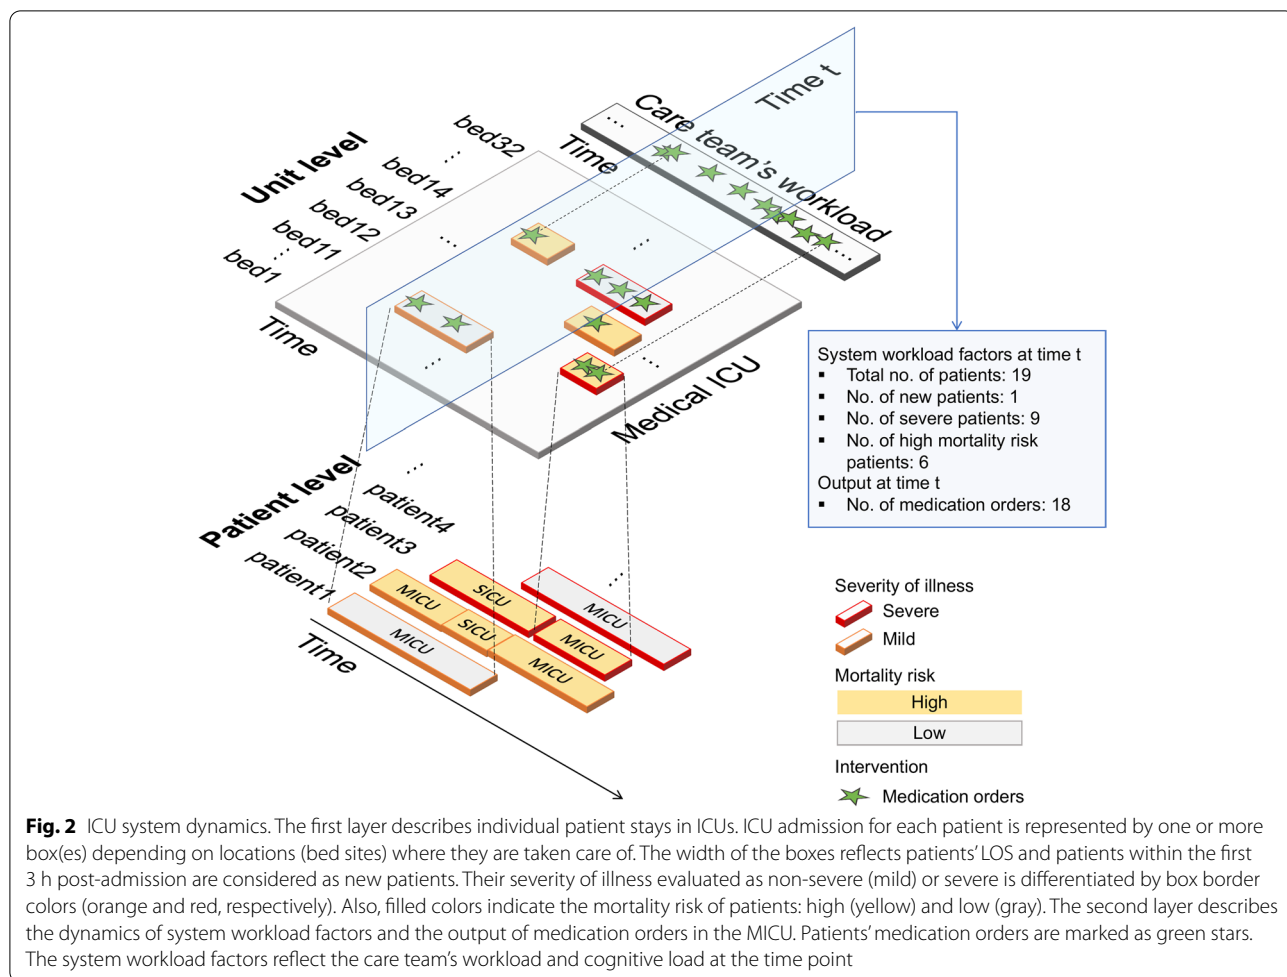 Time t
Care team's workload
...
...
Time
Unit level
bed32
...
bed14
bed13
bed12
bed11
...
bed1
...
...
...
...
Time
Medical ICU
System workload factors at time t
▪ Total no. of patients: 19
▪ No. of new patients: 1
▪ No. of severe patients: 9
▪ No. of high mortality risk
patients: 6
Output at time t
▪ No. of medication orders: 18
Patient level
...
patient4
patient3
patient2
patient1
...
SICU
MICU
MICU
SICU
MICU
MICU
MICU
Time
Severity of illness
Severe
Mild
Mortality risk
High
Low
Intervention
Medication orders
Fig. 2 ICU system dynamics. The first layer describes individual patient stays in ICUs. ICU admission for each patient is represented by one or more
box(es) depending on locations (bed sites) where they are taken care of. The width of the boxes reflects patients' LOS and patients within the first
3 h post-admission are considered as new patients. Their severity of illness evaluated as non-severe (mild) or severe is differentiated by box border
colors (orange and red, respectively). Also, filled colors indicate the mortality risk of patients: high (yellow) and low (gray). The second layer describes
the dynamics of system workload factors and the output of medication orders in the MICU. Patients' medication orders are marked as green stars.
The system workload factors reflect the care team's workload and cognitive load at the time point